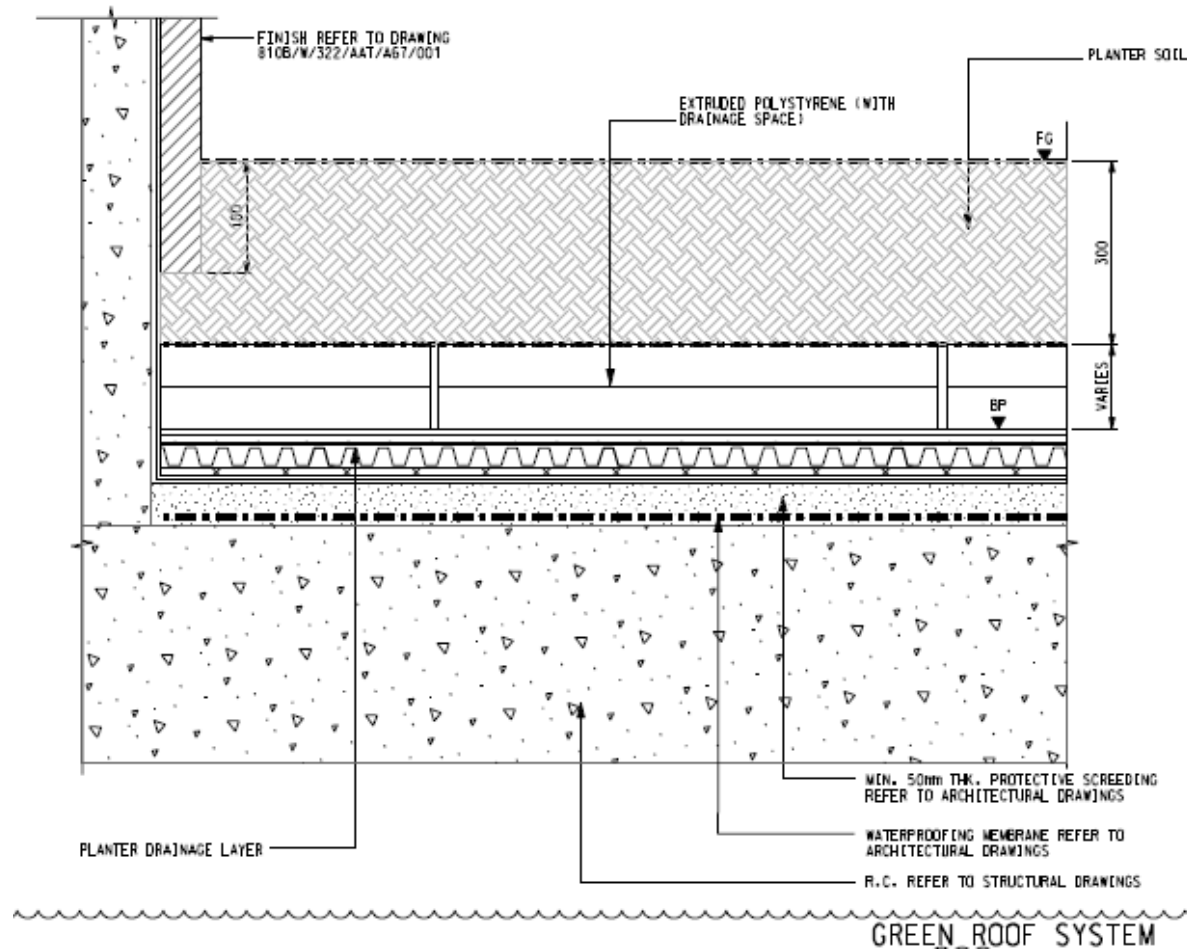 FINISH REFER TO DRAWING
810B/W/322/AAT/A67/001
PLANTER SOIL
EXTRUDED POLYSTYRENE (WITH
DRAINAGE SPACE)
FG
300
VARIES
BP
MIN. 50mm THK. PROTECTIVE SCREEDING
REFER TO ARCHITECTURAL DRAWINGS
PLANTER DRAINAGE LAYER
WATERPROOFING MEMBRANE REFER TO
ARCHITECTURAL DRAWINGS
R.C. REFER TO STRUCTURAL DRAWINGS
GREEN ROOF SYSTEM